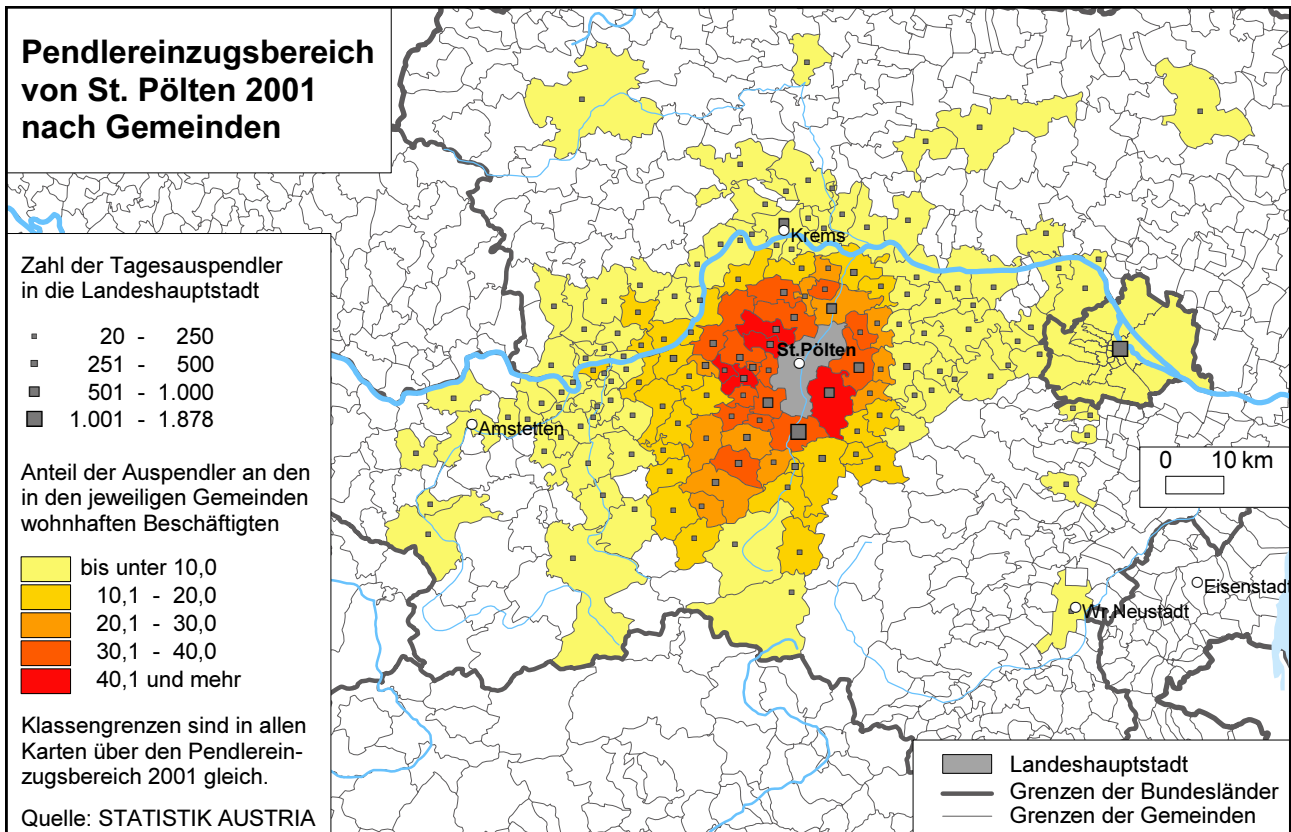 Pendlereinzugsbereich
von St. Pölten 2001
nach Gemeinden
Zahl der Tagesauspendler
in die Landeshauptstadt
20 - 250
251 - 500
501 - 1.000
1.001 - 1.878
Anteil der Auspendler an den
in den jeweiligen Gemeinden
wohnhaften Beschäftigten
bis unter 10,0
10,1 - 20,0
20,1 - 30,0
30,1 - 40,0
40,1 und mehr
Klassengrenzen sind in allen
Karten über den Pendlerein-
zugsbereich 2001 gleich.
Quelle: STATISTIK AUSTRIA
Krems
St.Pölten
Amstetten
0 10 km
Eisenstadt
Wr.Neustadt
Landeshauptstadt
Grenzen der Bundesländer
Grenzen der Gemeinden